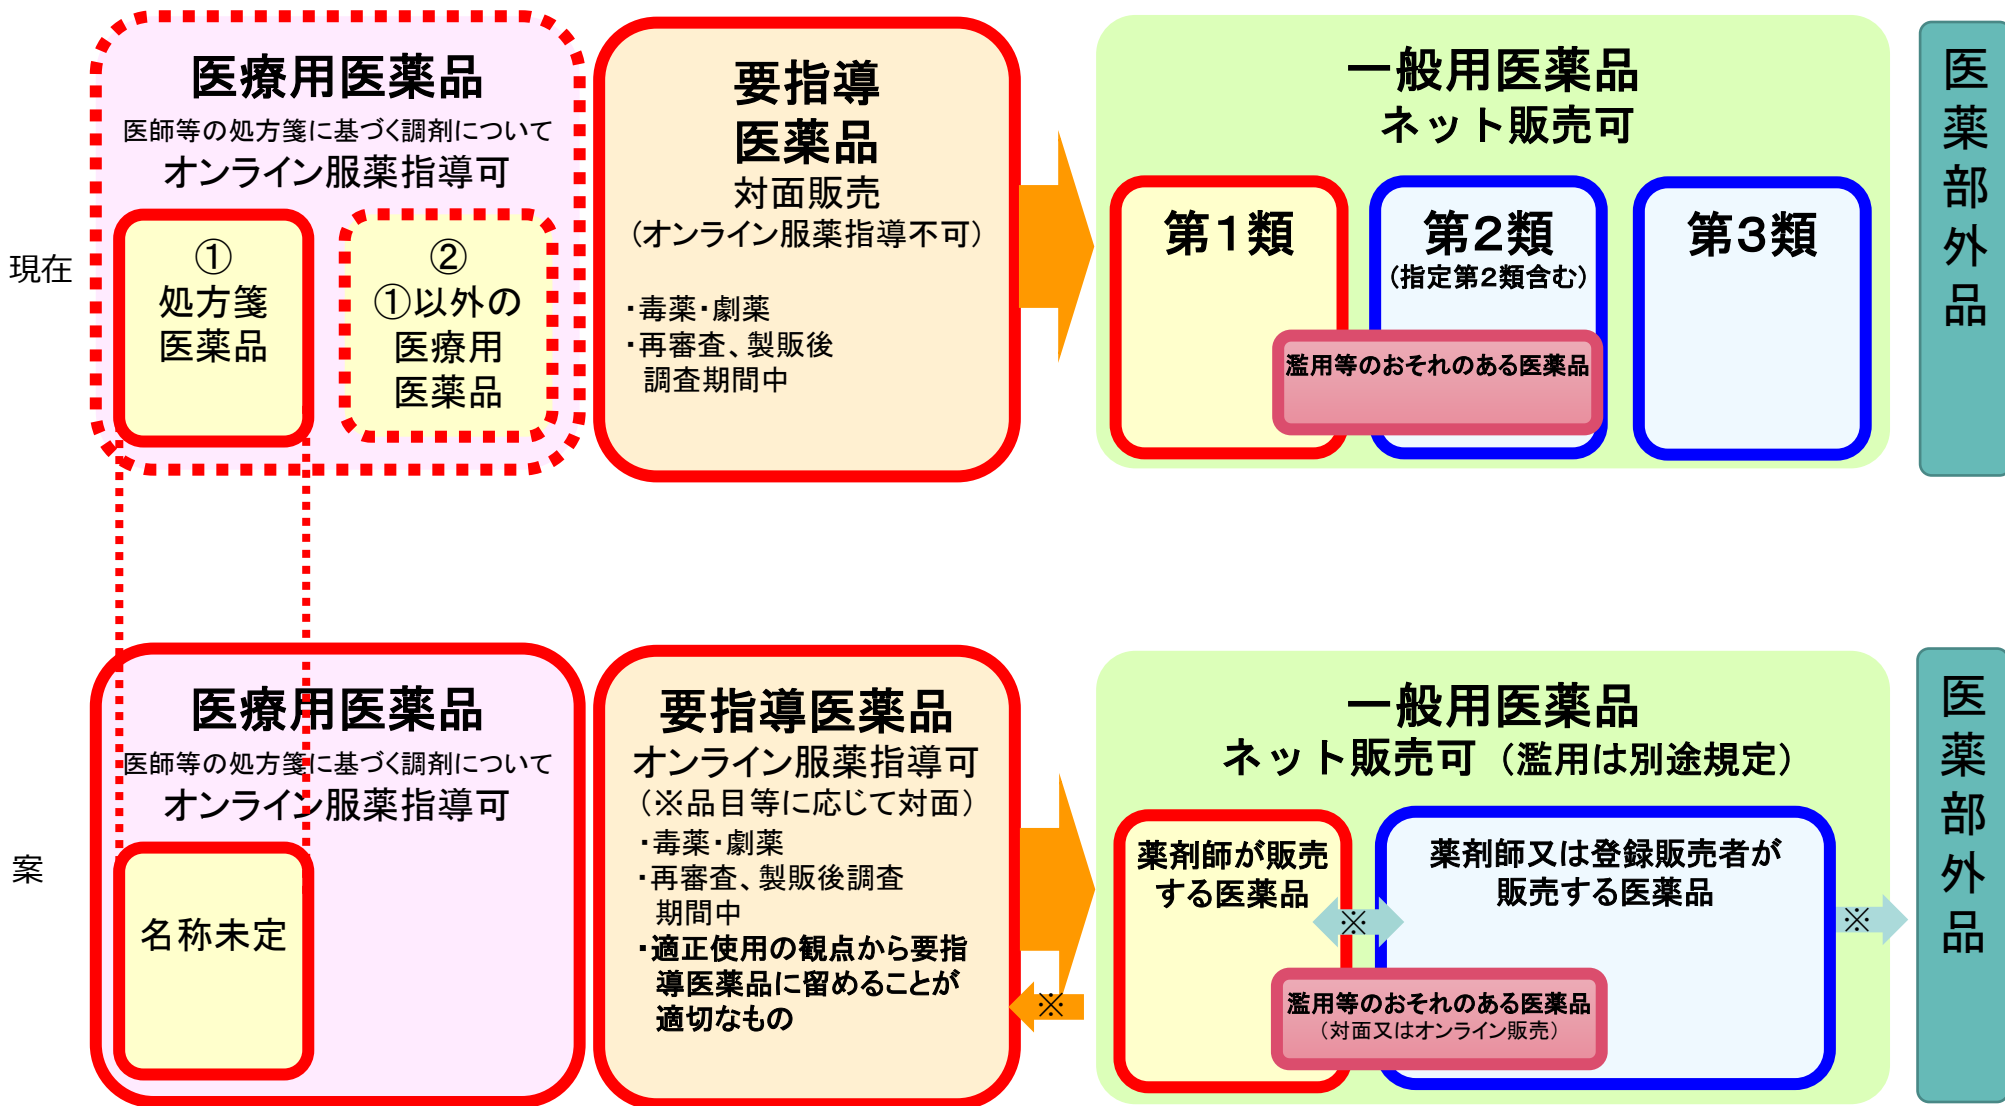 現在
医療用医薬品
医師等の処方箋に基づく調剤について
オンライン服薬指導可
①
処方箋
医薬品
②
①以外の
医療用
医薬品
要指導
医薬品
対面販売
（オンライン服薬指導不可）
・毒薬・劇薬
・再審査、製販後
調査期間中
一般用医薬品
ネット販売可
第１類
第２類
（指定第２類含む）
第３類
濫用等のおそれのある医薬品
医薬部外品
案
医療用医薬品
医師等の処方箋に基づく調剤について
オンライン服薬指導可
名称未定
要指導医薬品
オンライン服薬指導可
（※品目等に応じて対面）
・毒薬・劇薬
・再審査、製販後調査
期間中
・適正使用の観点から要指
導医薬品に留めることが
適切なもの
※
一般用医薬品
ネット販売可（濫用は別途規定）
薬剤師が販売
する医薬品
※
薬剤師又は登録販売者が
販売する医薬品
※
濫用等のおそれのある医薬品
（対面又はオンライン販売）
医薬部外品